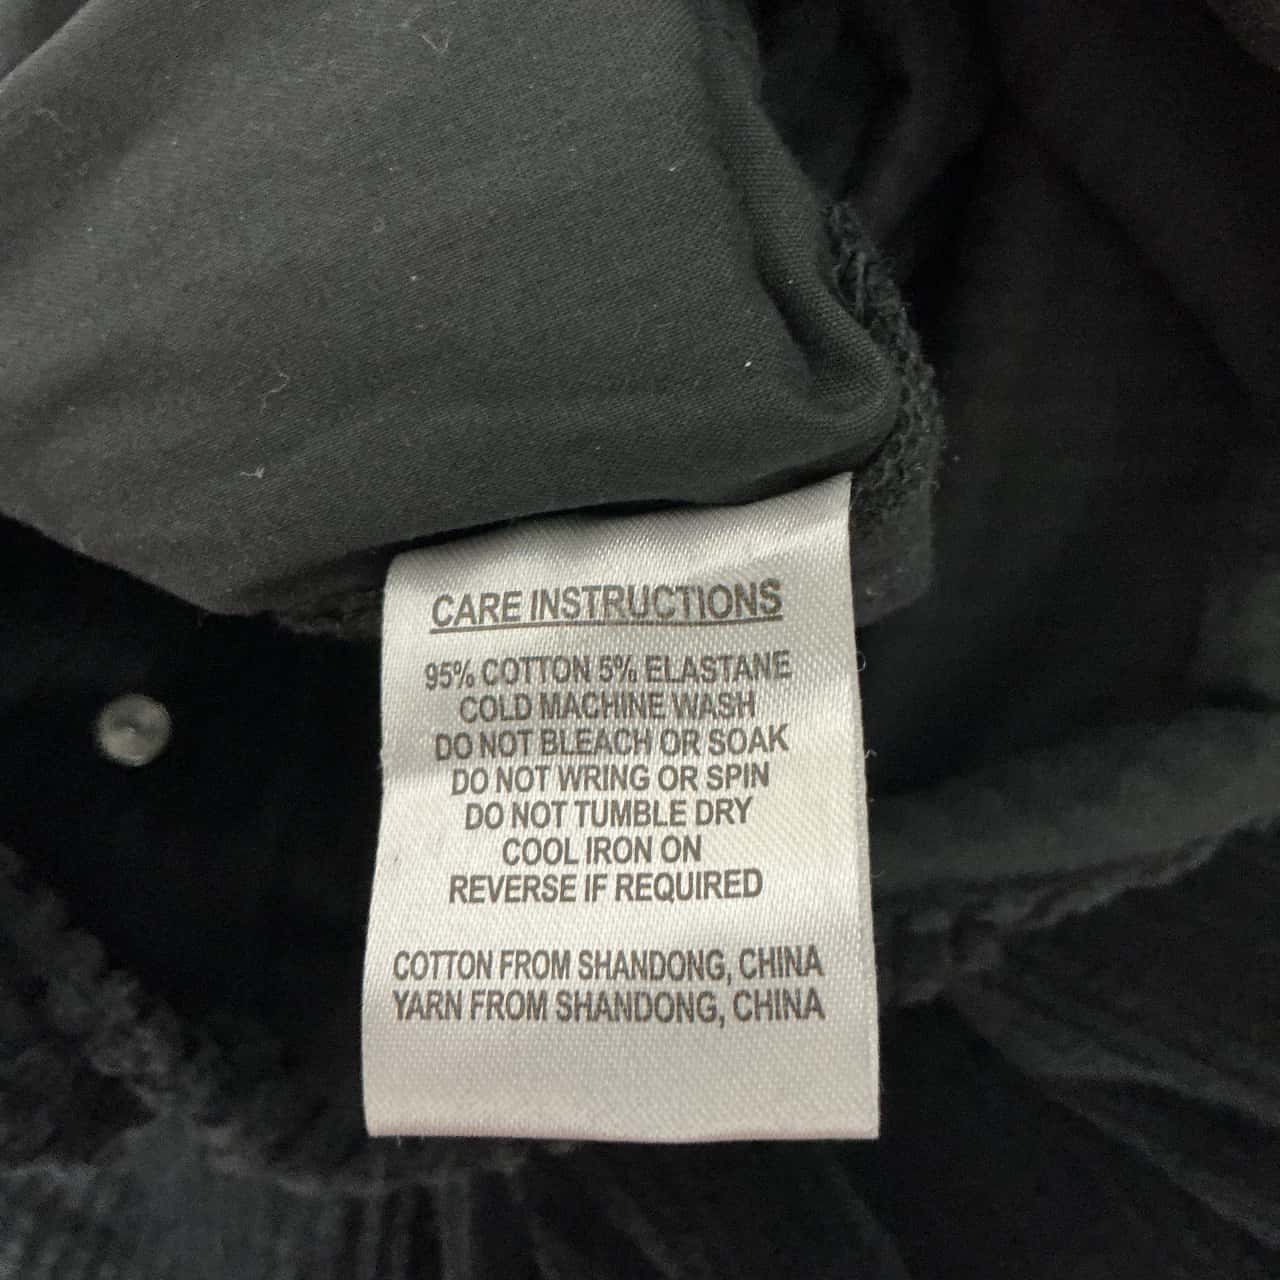 CARE INSTRUCTIONS
95% COTTON 5% ELASTANE
COLD MACHINE WASH
DO NOT BLEACH OR SOAK
DO NOT WRING OR SPIN
DO NOT TUMBLE DRY
COOL IRON ON
REVERSE IF REQUIRED
COTTON FROM SHANDONG, CHINA
YARN FROM SHANDONG, CHINA